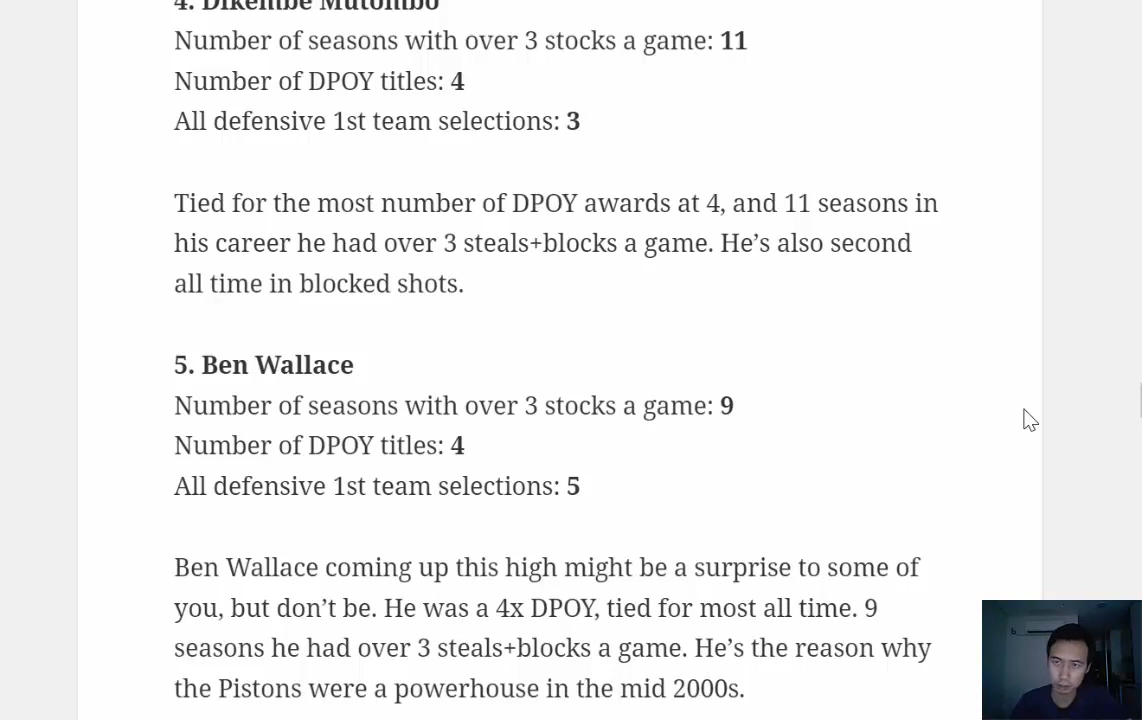 4. Dikembe Mutombo
Number of seasons with over 3 stocks a game: 11
Number of DPOY titles: 4
All defensive 1st team selections: 3
Tied for the most number of DPOY awards at 4, and 11 seasons in
his career he had over 3 steals+blocks a game. He’s also second
all time in blocked shots.
5. Ben Wallace
Number of seasons with over 3 stocks a game: 9
Number of DPOY titles: 4
All defensive 1st team selections: 5
Ben Wallace coming up this high might be a surprise to some of
you, but don’t be. He was a 4x DPOY, tied for most all time. 9
seasons he had over 3 steals+blocks a game. He’s the reason why
the Pistons were a powerhouse in the mid 2000s.